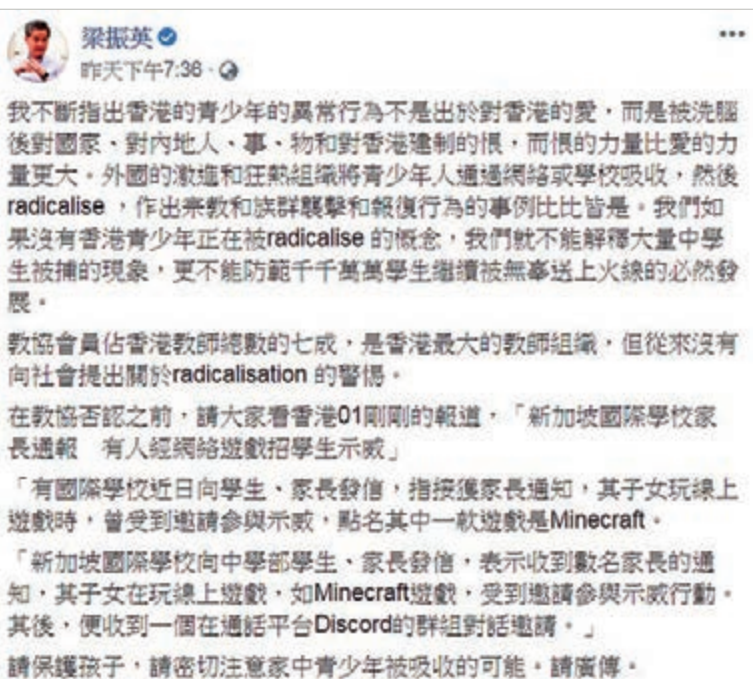 梁振英
昨天下午7:36 ·
我不斷指出香港的青少年的異常行為不是出於對香港的愛,而是被洗腦
後對國家、對內地人、事、物和對香港建制的恨,而恨的力量比愛的力
量更大。外國的激進和狂熱組織將青少年人通過網絡或學校吸收,然後
radicalise ,作出宗教和族群襲擊和報復行為的事例比比皆是。我們如
果沒有香港青少年正在被radicalise 的概念,我們就不能解釋大量中學
生被捕的現象,更不能防範千千萬萬學生繼續被無辜送上火線的必然發
展。
教協會員佔香港教師總數的七成,是香港最大的教師組織,但從來沒有
向社會提出關於radicalisation 的警惕。
在教協否認之前,請大家看香港01剛剛的報道,「新加坡國際學校家
長通報 有人經網絡遊戲招學生示威」
「有國際學校近日向學生、家長發信,指接獲家長通知,其子女玩線上
遊戲時,曾受到邀請參與示威,點名其中一款遊戲是Minecraft。
「新加坡國際學校向中學部學生、家長發信,表示收到數名家長的通
知,其子女在玩線上遊戲,如Minecraft遊戲,受到邀請參與示威行動。
其後,便收到一個在通話平台Discord的群組對話邀請。」
請保護孩子,請密切注意家中青少年被吸收的可能。請廣傳。